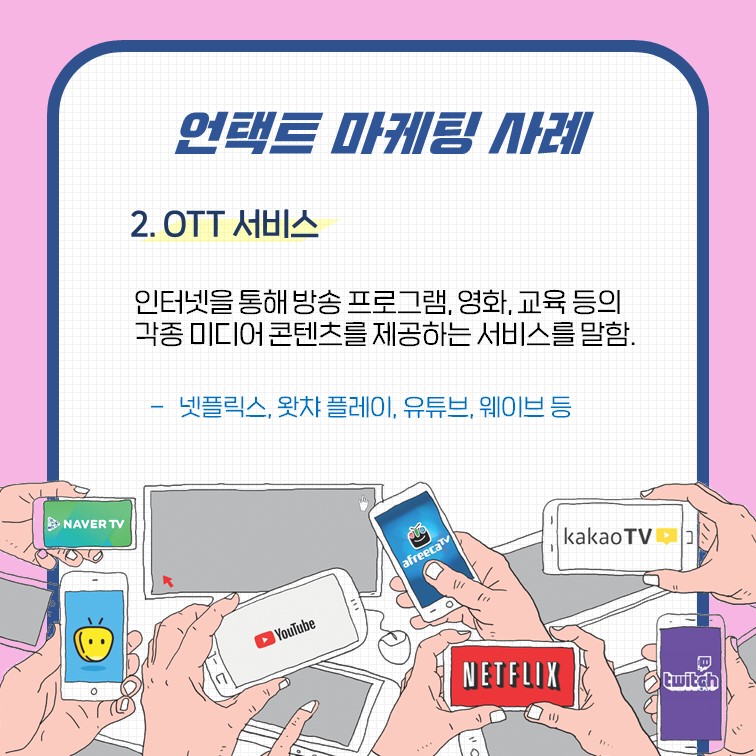 언택트 마케팅 사례
2. OTT 서비스
인터넷을 통해 방송 프로그램, 영화, 교육 등의
각종 미디어 콘텐츠를 제공하는 서비스를 말함.
- 넷플릭스, 왓챠 플레이, 유튜브, 웨이브 등
NAVER TV
afreecaTV
kakaoTV
YouTube
NETFLIX
twitch